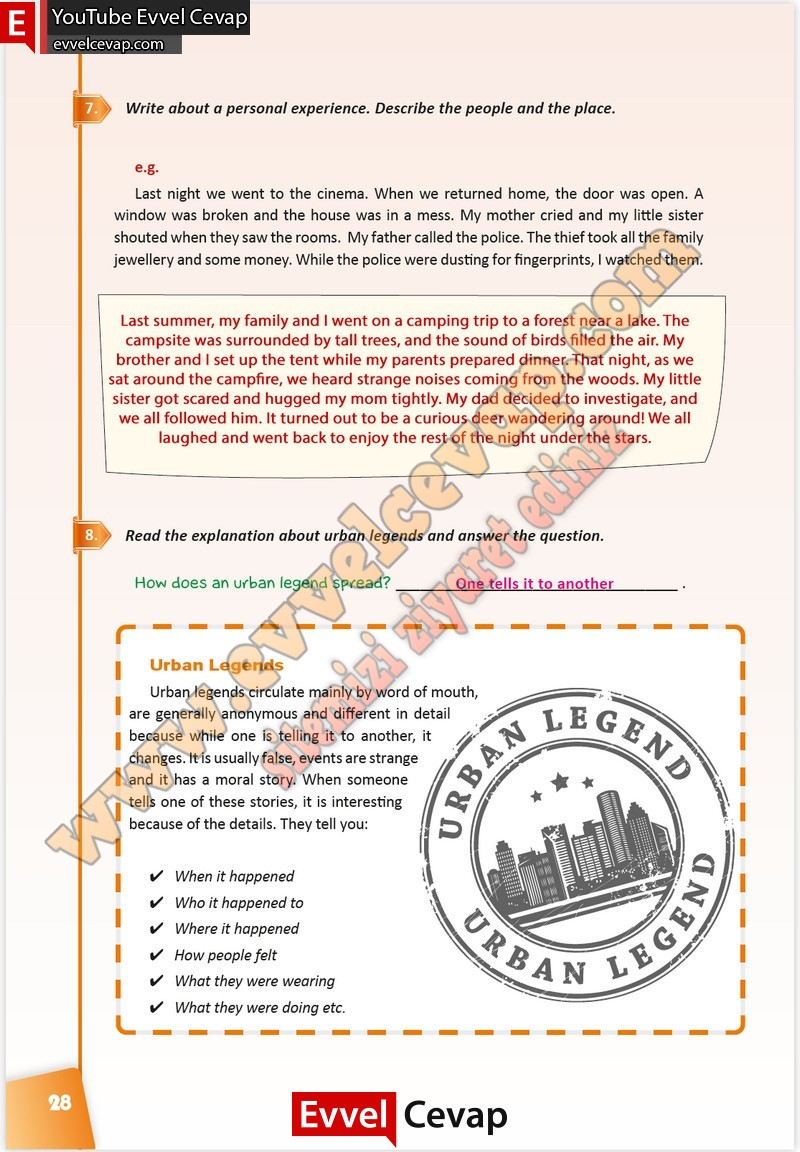 E YouTube Evvel Cevap
evvelcevap.com
7. Write about a personal experience. Describe the people and the place.
e.g.
Last night we went to the cinema. When we returned home, the door was open. A
window was broken and the house was in a mess. My mother cried and my little sister
shouted when they saw the rooms. My father called the police. The thief took all the family
jewellery and some money. While the police were dusting for fingerprints, I watched them.
Last summer, my family and I went on a camping trip to a forest near a lake. The
campsite was surrounded by tall trees, and the sound of birds filled the air. My
brother and I set up the tent while my parents prepared dinner. That night, as we
sat around the campfire, we heard strange noises coming from the woods. My little
sister got scared and hugged my mom tightly. My dad decided to investigate, and
we all followed him. It turned out to be a curious deer wandering around! We all
laughed and went back to enjoy the rest of the night under the stars.
8. Read the explanation about urban legends and answer the question.
How does an urban legend spread? One tells it to another .
Urban Legends
Urban legends circulate mainly by word of mouth,
are generally anonymous and different in detail
because while one is telling it to another, it
changes. It is usually false, events are strange
and it has a moral story. When someone
tells one of these stories, it is interesting
because of the details. They tell you:
✔ When it happened
✔ Who it happened to
✔ Where it happened
✔ How people felt
✔ What they were wearing
✔ What they were doing etc.
URBAN LEGEND
URBAN LEGEND
www.evvelcevap.com
sitemizi ziyaret ediniz
28
Evvel Cevap